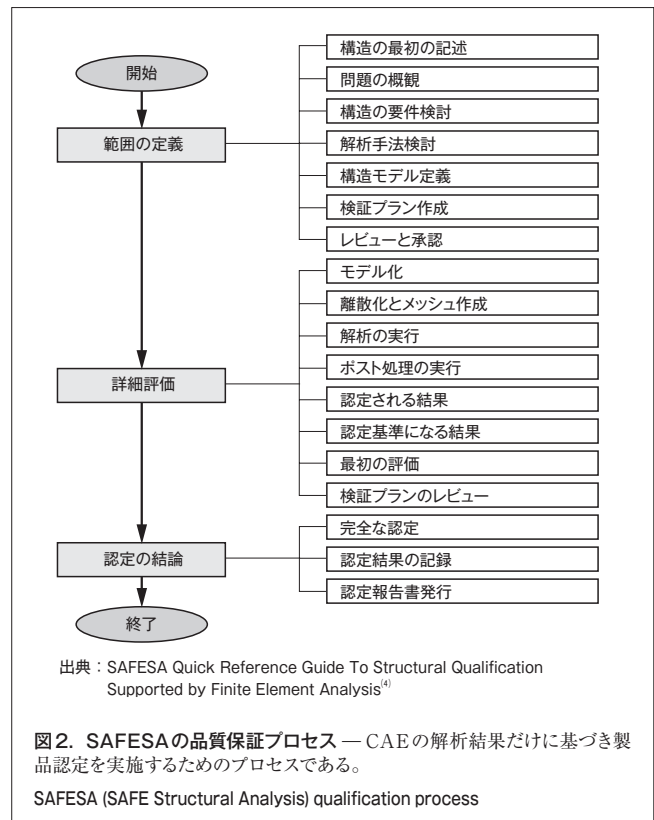 開始
範囲の定義
構造の最初の記述
問題の概観
構造の要件検討
解析手法検討
構造モデル定義
検証プラン作成
レビューと承認
詳細評価
モデル化
離散化とメッシュ作成
解析の実行
ポスト処理の実行
認定される結果
認定基準になる結果
最初の評価
検証プランのレビュー
認定の結論
完全な認定
認定結果の記録
認定報告書発行
終了
出典：SAFESA Quick Reference Guide To Structural Qualification
Supported by Finite Element Analysis(4)
図2．SAFESAの品質保証プロセス — CAEの解析結果だけに基づき製
品認定を実施するためのプロセスである。
SAFESA (SAFE Structural Analysis) qualification process